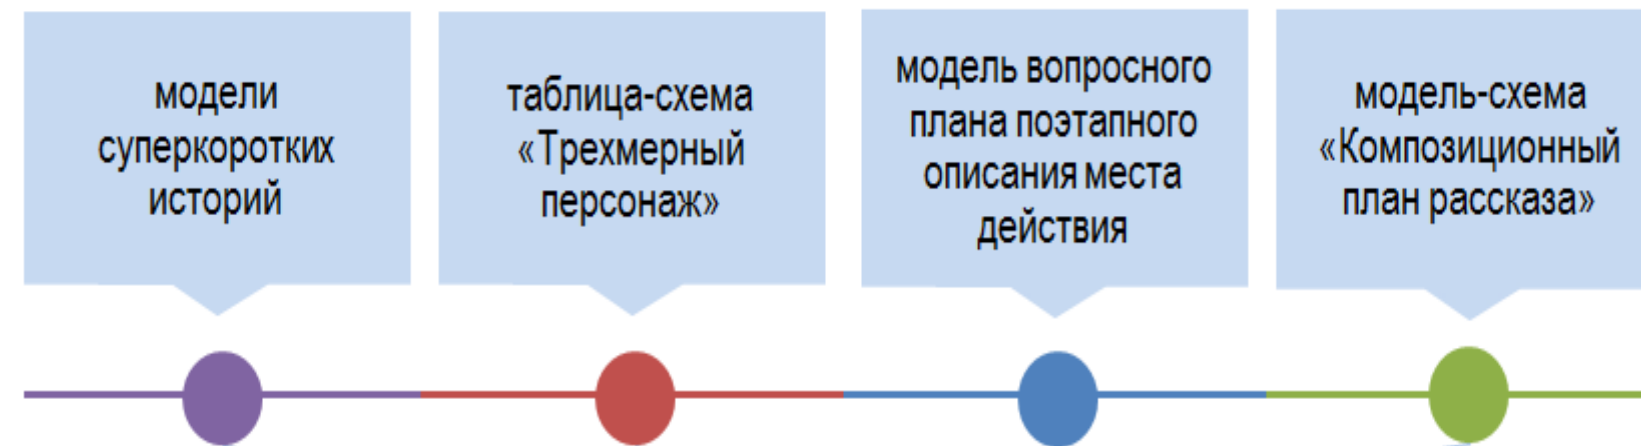 модели
суперкоротких
историй
таблица-схема
«Трехмерный
персонаж»
модель вопросного
плана поэтапного
описания места
действия
модель-схема
«Композиционный
план рассказа»